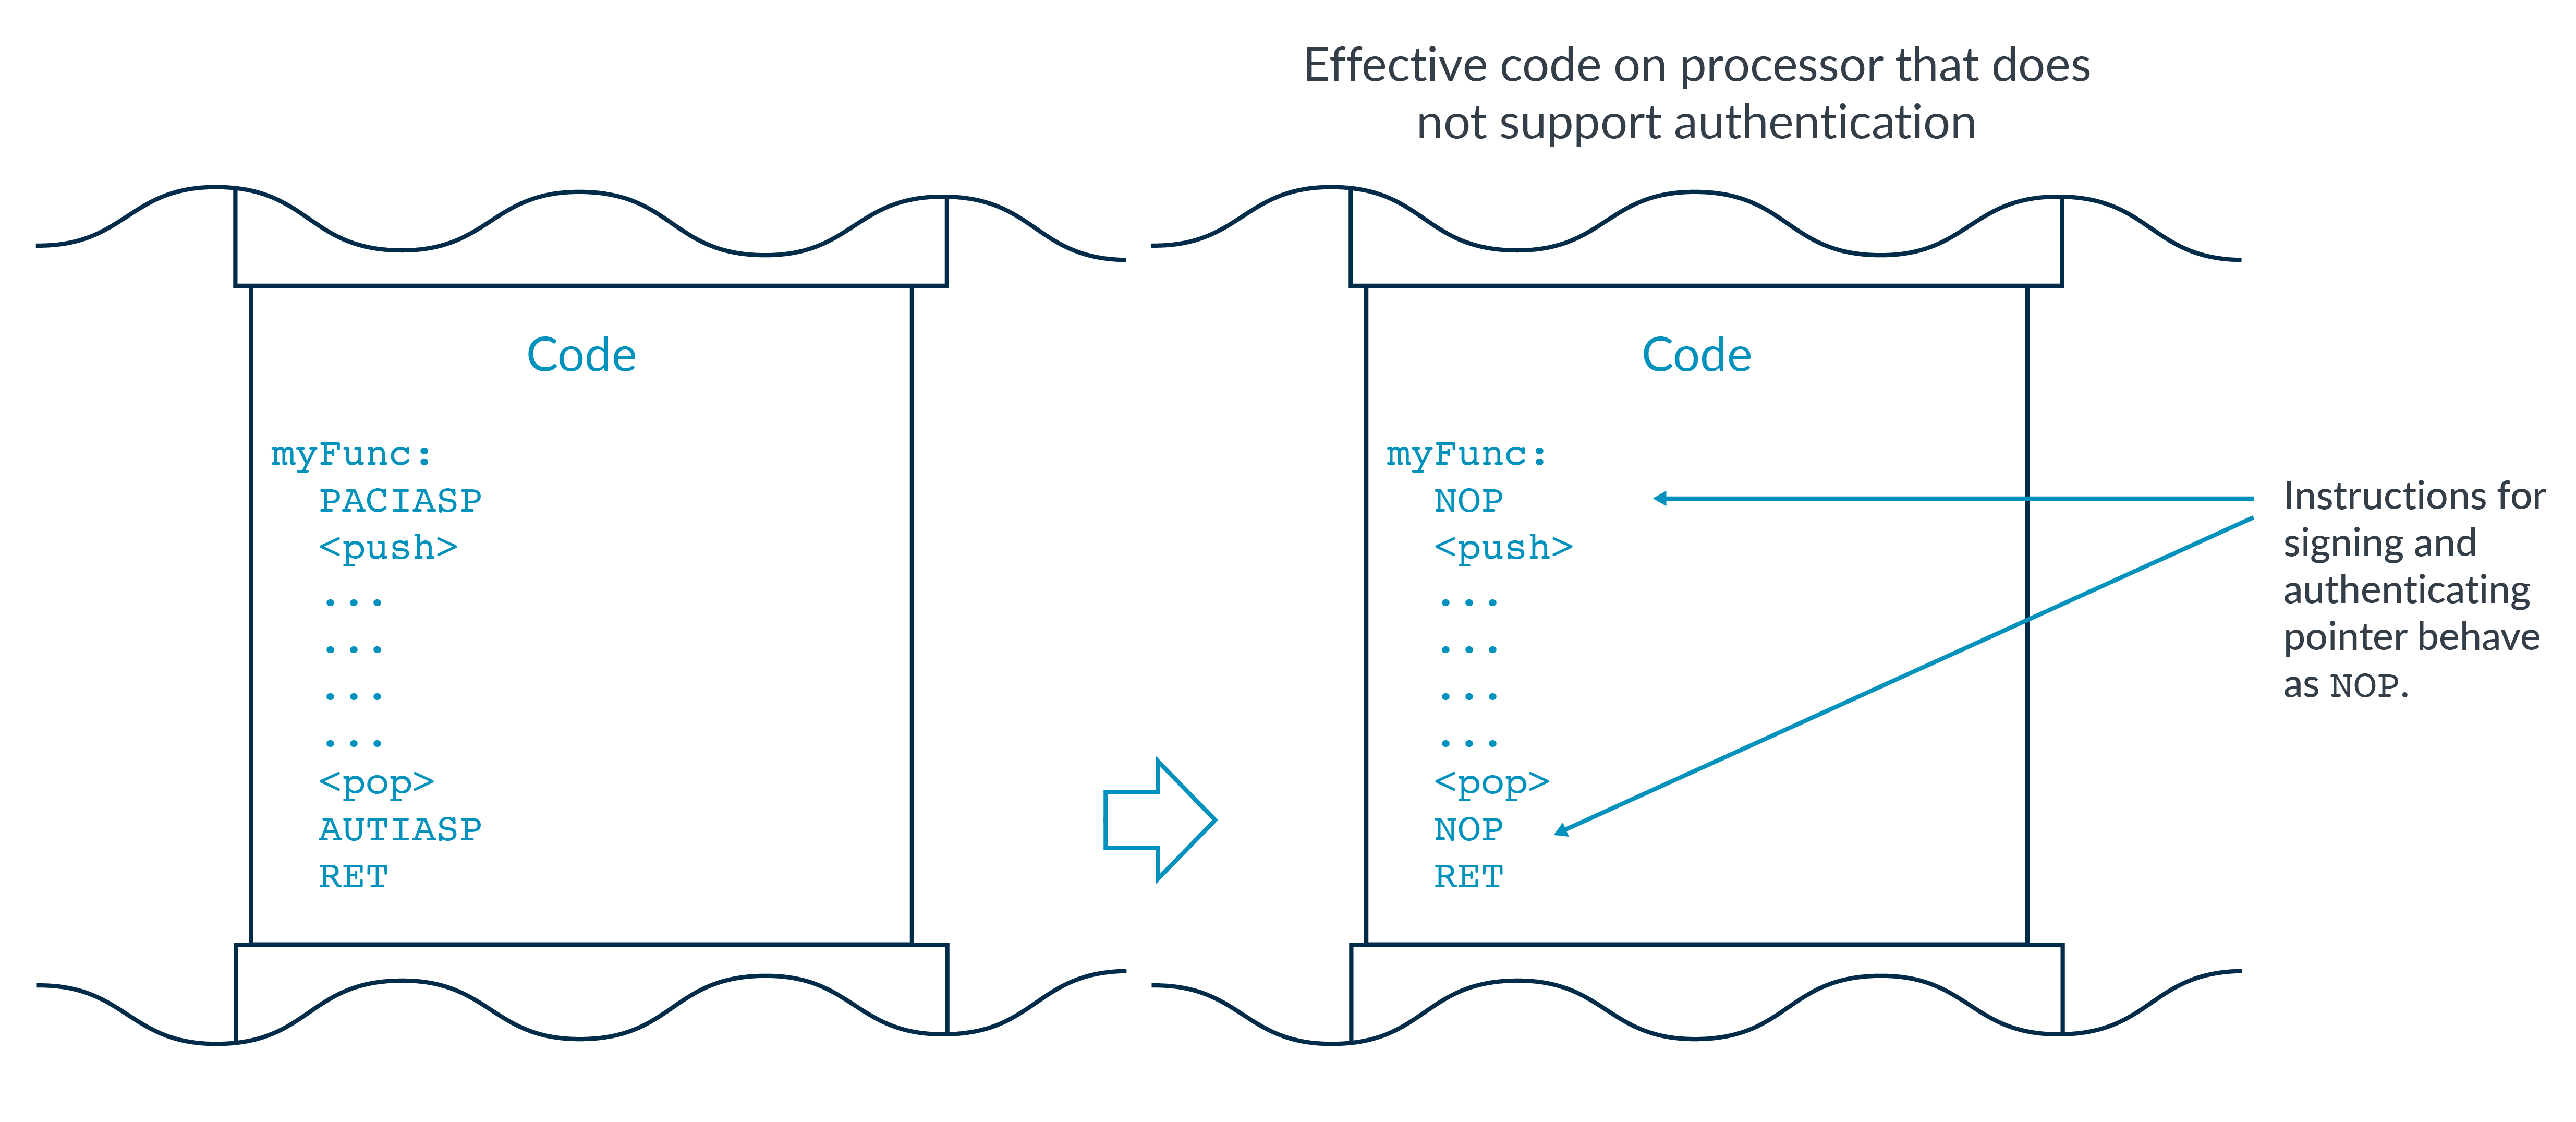 Effective code on processor that does
not support authentication
Code
myFunc:
PACIASP
<push>
...
...
...
...
<pop>
AUTIASP
RET
Code
myFunc:
NOP
<push>
...
...
...
...
<pop>
NOP
RET
Instructions for
signing and
authenticating
pointer behave
as NOP.